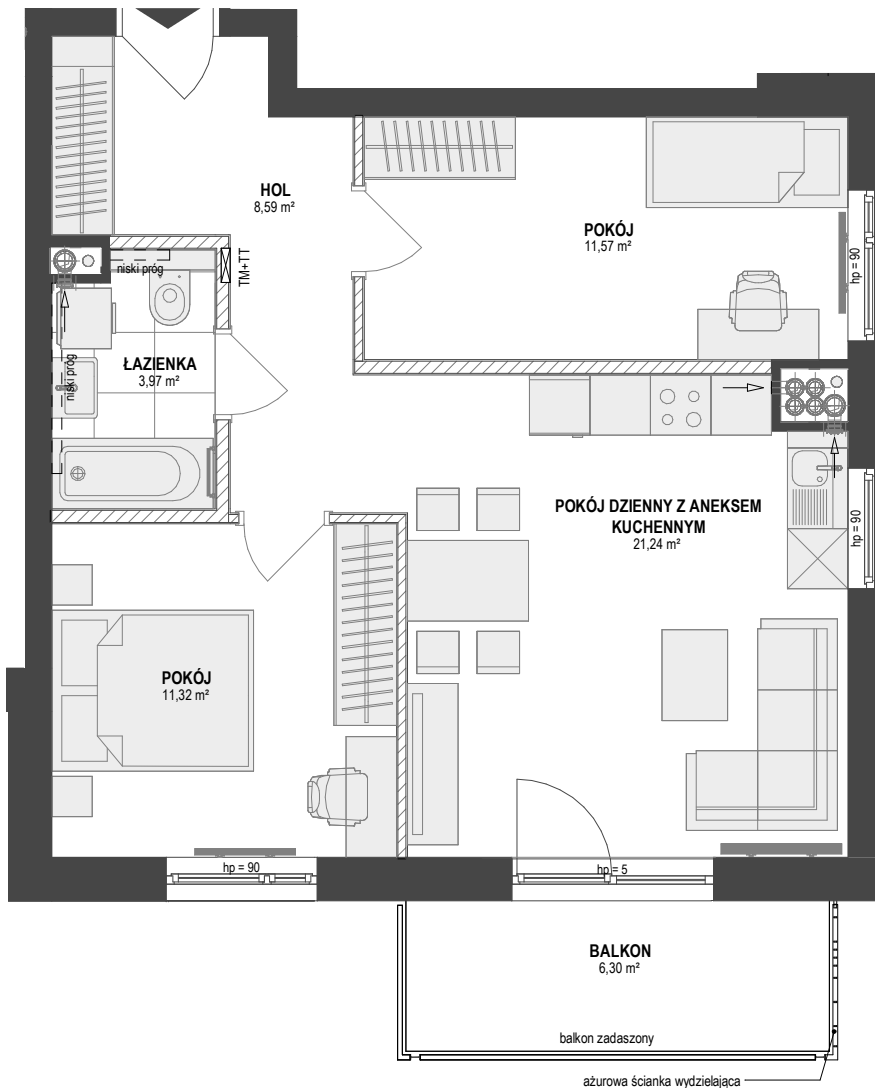 HOL
8,59 m²
POKÓJ
11,57 m²
hp = 90
TM+TT
niski próg
niski próg
ŁAZIENKA
3,97 m²
POKÓJ DZIENNY Z ANEKSEM
KUCHENNYM
21,24 m²
hp = 90
POKÓJ
11,32 m²
hp = 90
hp = 5
BALKON
6,30 m²
balkon zadaszony
ażurowa ścianka wydzielająca